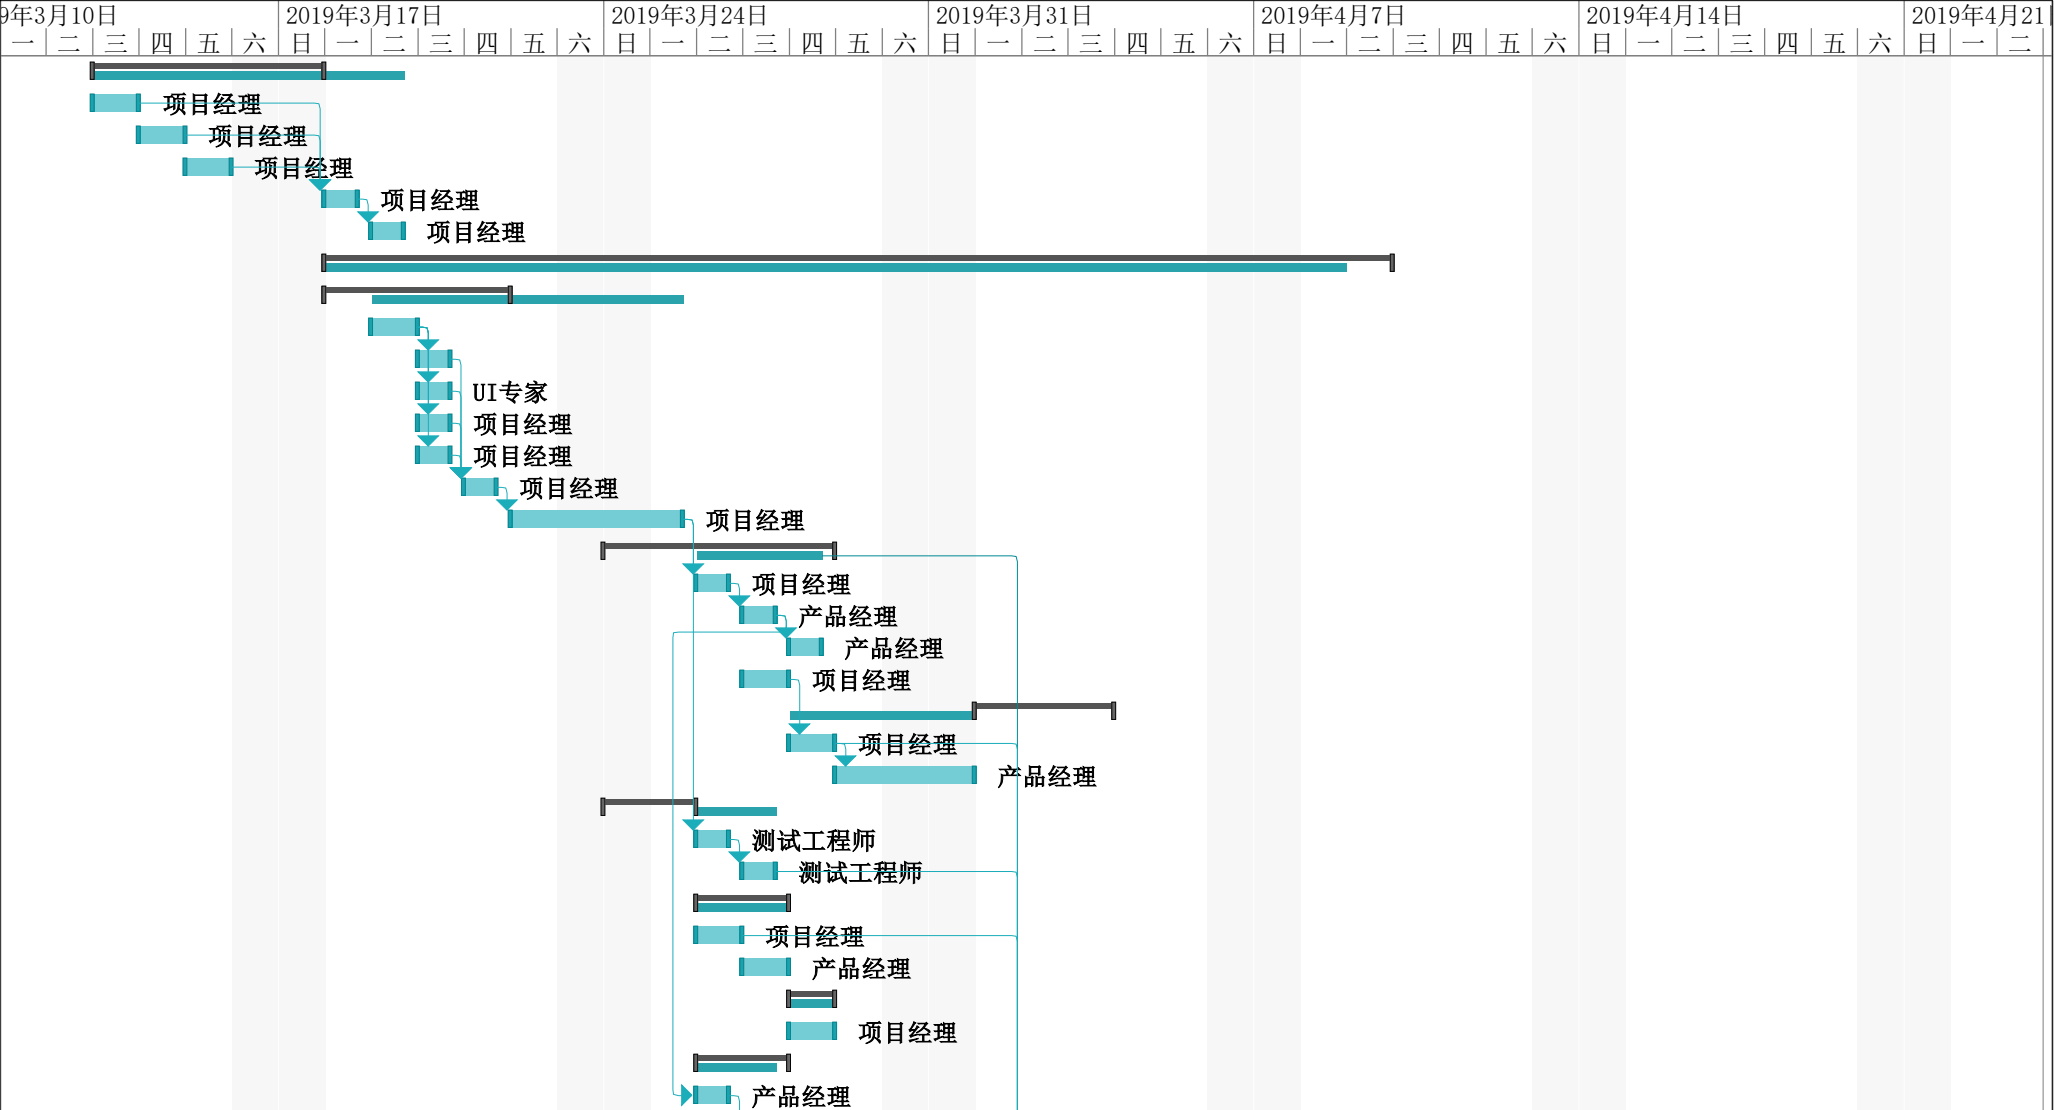 9年3月10日 2019年3月17日 2019年3月24日 2019年3月31日 2019年4月7日 2019年4月14日 2019年4月21
一 二 三 四 五 六 日 一 二 三 四 五 六 日 一 二 三 四 五 六 日 一 二 三 四 五 六 日 一 二 三 四 五 六 日 一 二 三 四 五 六 日 一 二
项目经理
项目经理
项目经理
项目经理
项目经理
UI专家
项目经理
项目经理
项目经理
项目经理
项目经理
产品经理
产品经理
项目经理
项目经理
产品经理
测试工程师
测试工程师
项目经理
产品经理
项目经理
产品经理